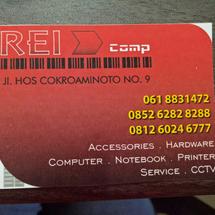 REI comp
Jl. HOS COKROAMINOTO NO. 9
061 8831472
0852 6282 8288
0812 6024 6777
ACCESSORIES . HARDWARE
COMPUTER . NOTEBOOK . PRINTER
SERVICE . CCTV